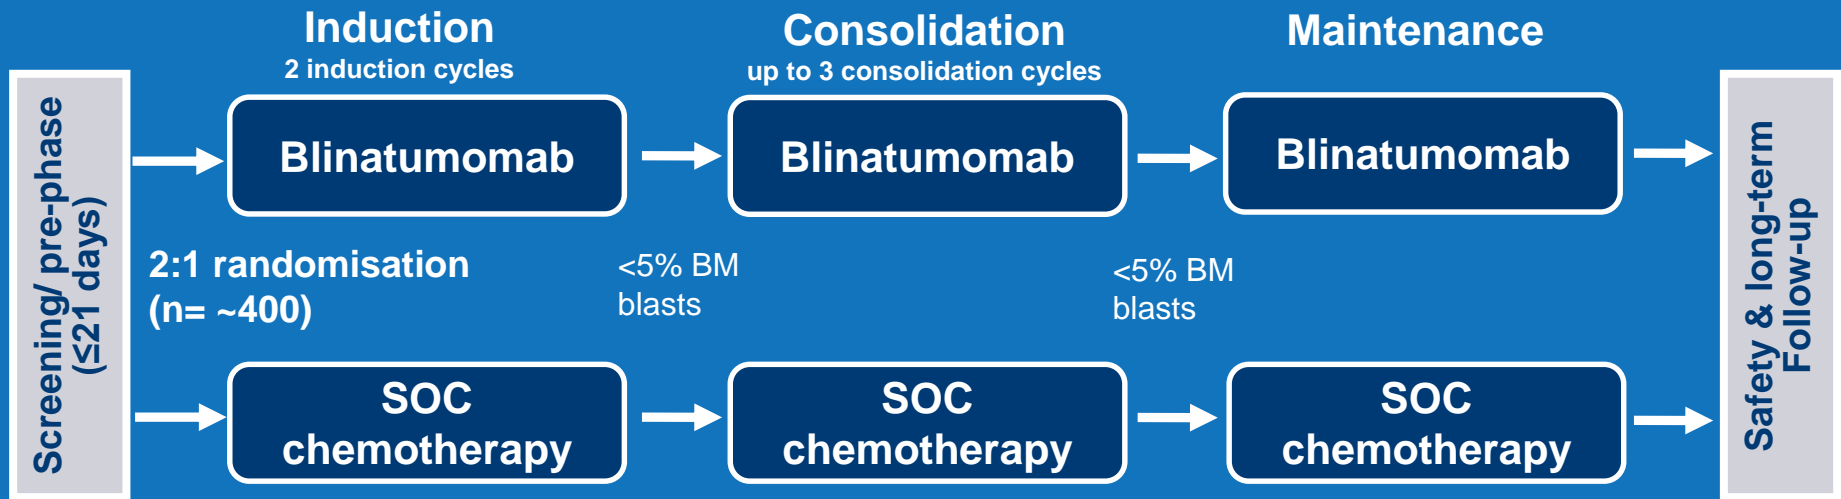 Induction
2 induction cycles
Consolidation
up to 3 consolidation cycles
Maintenance
Screening/ pre-phase
(≤21 days)
Blinatumomab
Blinatumomab
Blinatumomab
2:1 randomisation
(n= ~400)
<5% BM
blasts
<5% BM
blasts
SOC
chemotherapy
SOC
chemotherapy
SOC
chemotherapy
Safety & long-term
Follow-up